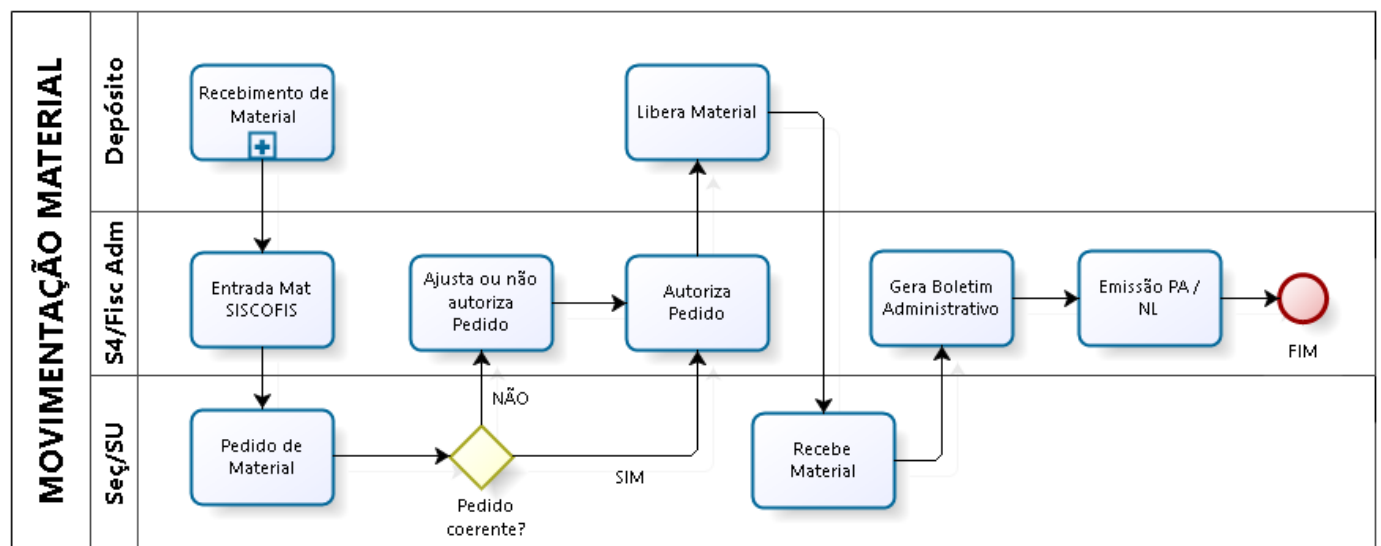 MOVIMENTAÇÃO MATERIAL
Depósito
Recebimento de
Material
Libera Material
S4/Fisc Adm
Entrada Mat
SISCOFIS
Ajusta ou não
autoriza
Pedido
Autoriza
Pedido
Gera Boletim
Administrativo
Emissão PA /
NL
FIM
Seç/SU
Pedido de
Material
NÃO
SIM
Pedido
coerente?
Recebe
Material